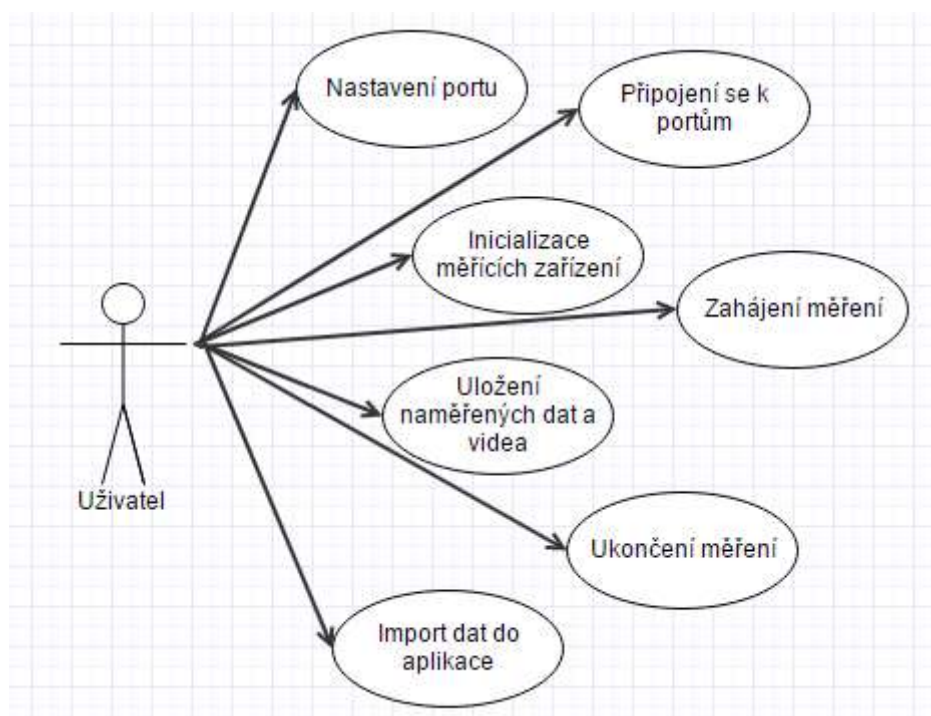 Nastavení portu
Připojení se k
portům
Inicializace
měřících zařízení
Zahájení měření
Uložení
naměřených dat a
videa
Uživatel
Ukončení měření
Import dat do
aplikace